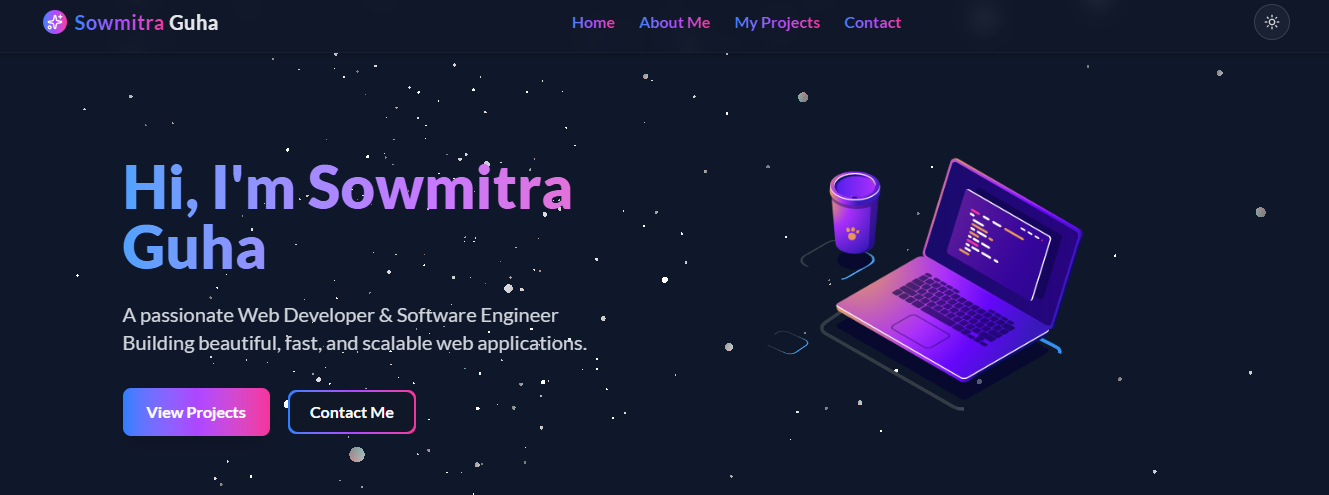 Sowmitra Guha
Home About Me My Projects Contact
Hi, I'm Sowmitra
Guha
A passionate Web Developer & Software Engineer
Building beautiful, fast, and scalable web applications.
View Projects Contact Me